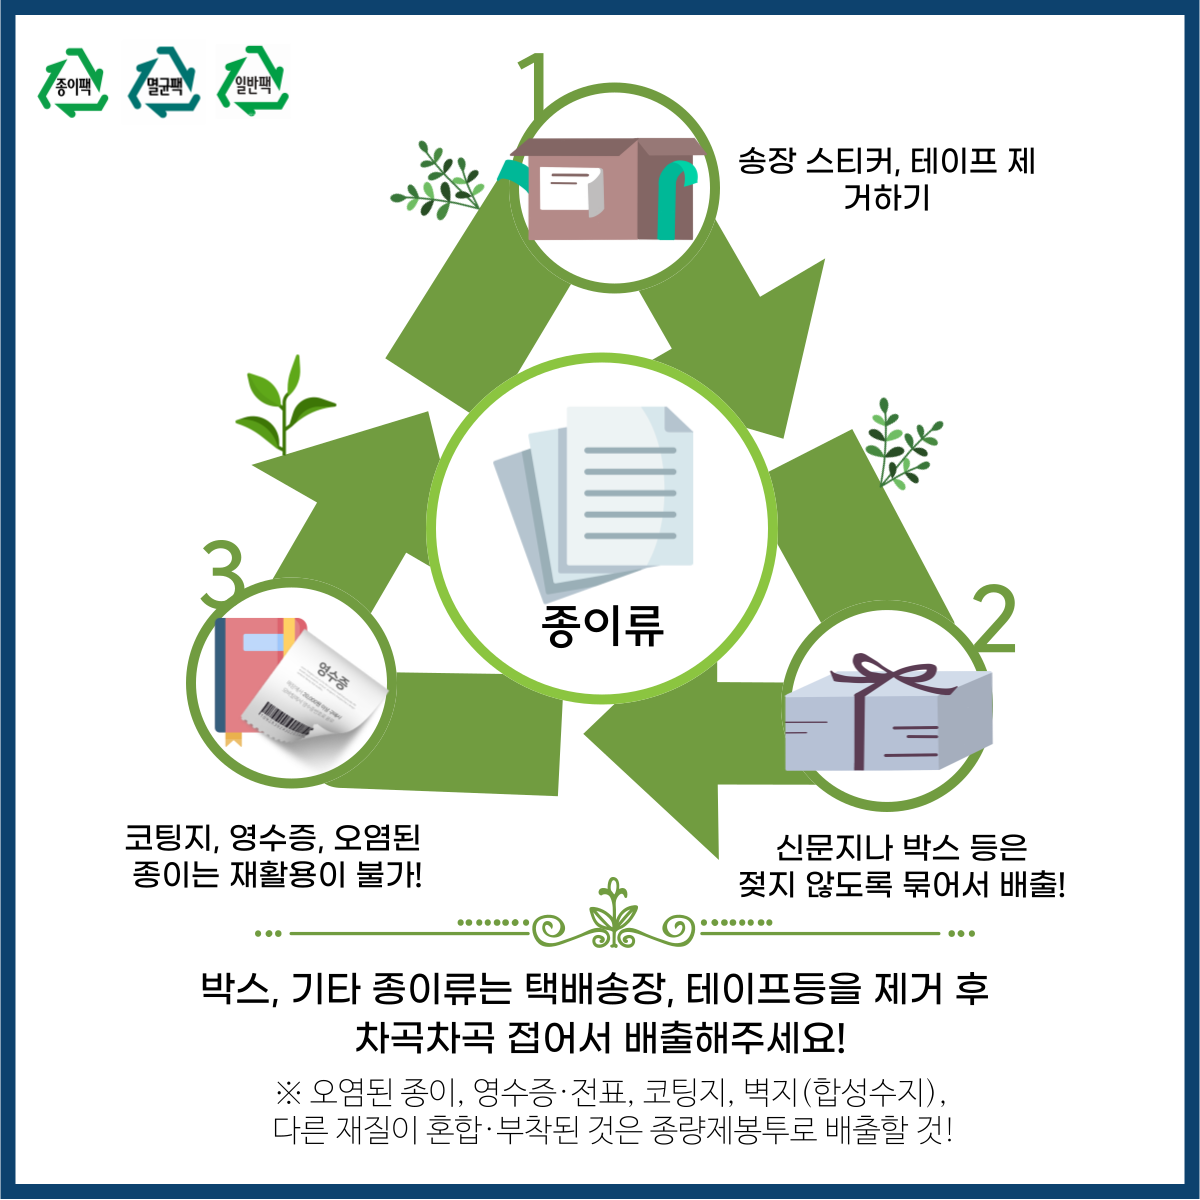 종이팩
멸균팩
일반팩
1
송장 스티커, 테이프 제
거하기
종이류
3
2
영수증
코팅지, 영수증, 오염된
종이는 재활용이 불가!
신문지나 박스 등은
젖지 않도록 묶어서 배출!
박스, 기타 종이류는 택배송장, 테이프등을 제거 후
차곡차곡 접어서 배출해주세요!
※ 오염된 종이, 영수증·전표, 코팅지, 벽지(합성수지),
다른 재질이 혼합·부착된 것은 종량제봉투로 배출할 것!